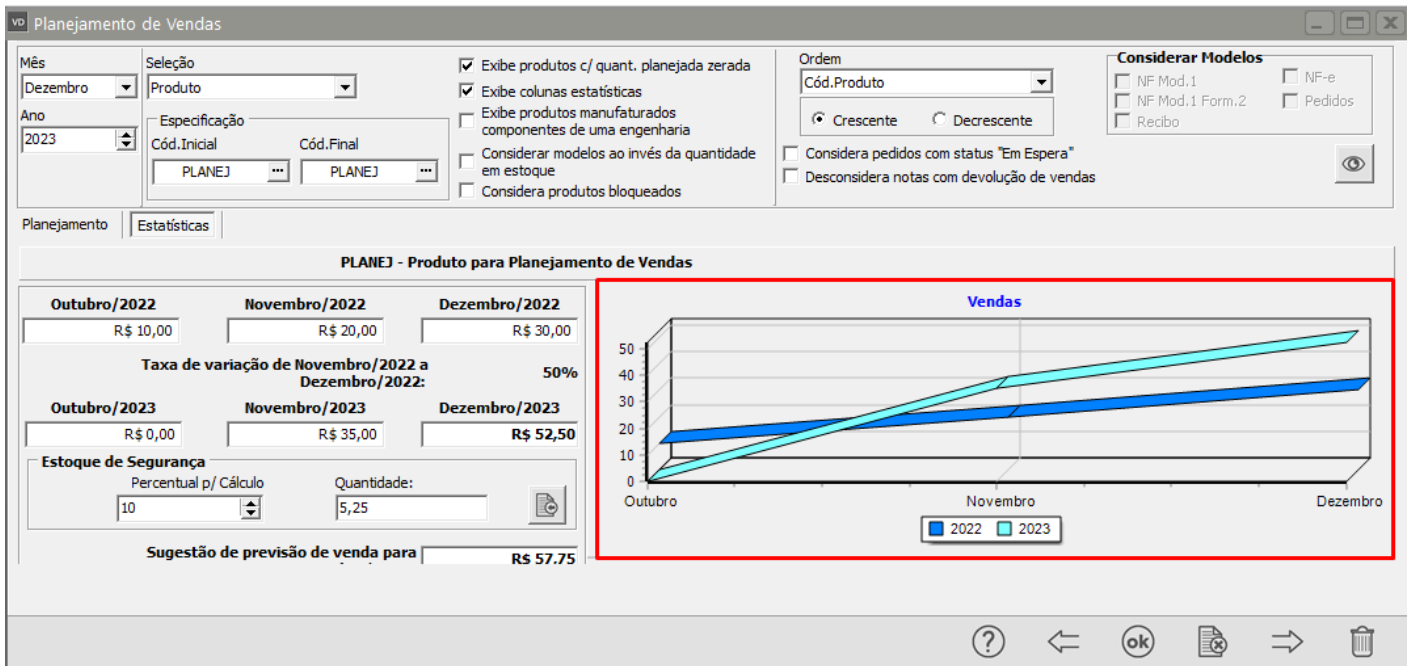 VD Planejamento de Vendas
Mês
Dezembro
Ano
2023
Seleção
Produto
Especificação
Cód.Inicial Cód.Final
PLANEJ ... PLANEJ ...
Exibe produtos c/ quant. planejada zerada
Exibe colunas estatísticas
Exibe produtos manufaturados
componentes de uma engenharia
Considerar modelos ao invés da quantidade
em estoque
Considera produtos bloqueados
Ordem
Cód.Produto
Crescente Decrescente
Considera pedidos com status "Em Espera"
Desconsidera notas com devolução de vendas
Considerar Modelos
NF Mod.1 NF-e
NF Mod.1 Form.2 Pedidos
Recibo
Planejamento Estatísticas
PLANEJ - Produto para Planejamento de Vendas
Outubro/2022 Novembro/2022 Dezembro/2022
R$ 10,00 R$ 20,00 R$ 30,00
Taxa de variação de Novembro/2022 a
Dezembro/2022: 50%
Outubro/2023 Novembro/2023 Dezembro/2023
R$ 0,00 R$ 35,00 R$ 52,50
Estoque de Segurança
Percentual p/ Cálculo Quantidade:
10 5,25
Sugestão de previsão de venda para R$ 57,75
Vendas
50
40
30
20
10
0
Outubro Novembro Dezembro
2022 2023
? ok